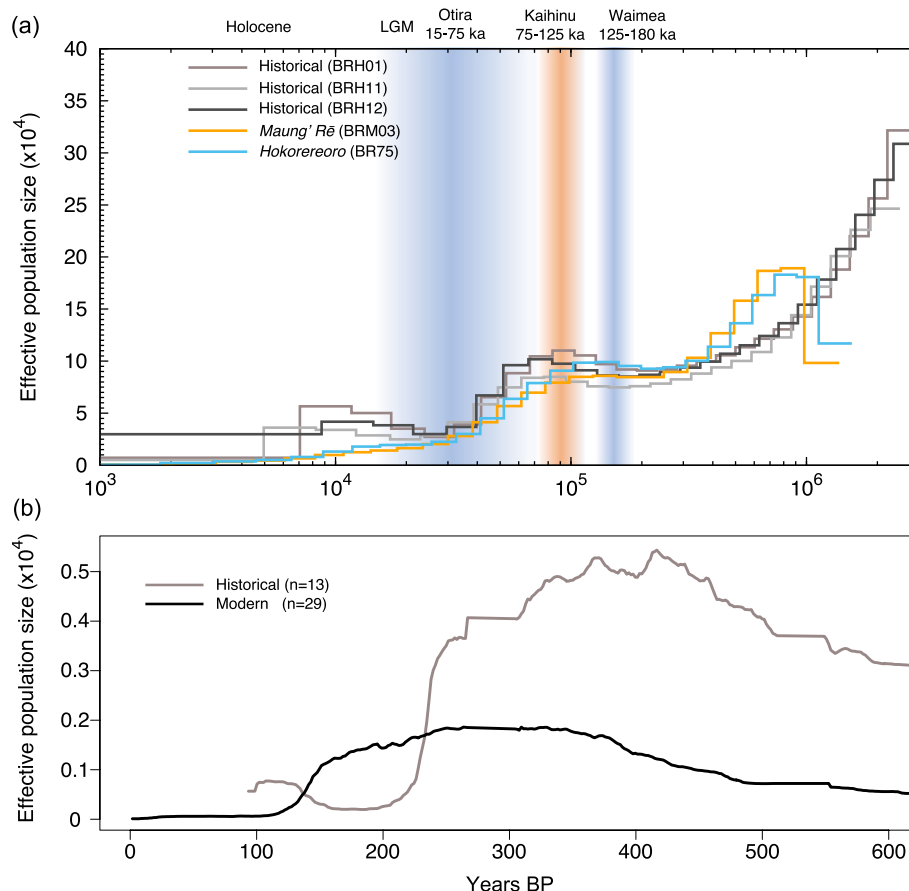 (a)
Holocene
LGM
Otira
15-75 ka
Kaihinu
75-125 ka
Waimea
125-180 ka
Effective population size (x10⁴)
40
35
30
25
20
15
10
5
0
Historical (BRH01)
Historical (BRH11)
Historical (BRH12)
Maung' Rē (BRM03)
Hokorereoro (BR75)
10³
10⁴
10⁵
10⁶
(b)
Effective population size (x10⁴)
0.5
0.4
0.3
0.2
0.1
0
Historical (n=13)
Modern (n=29)
0
100
200
300
400
500
600
Years BP